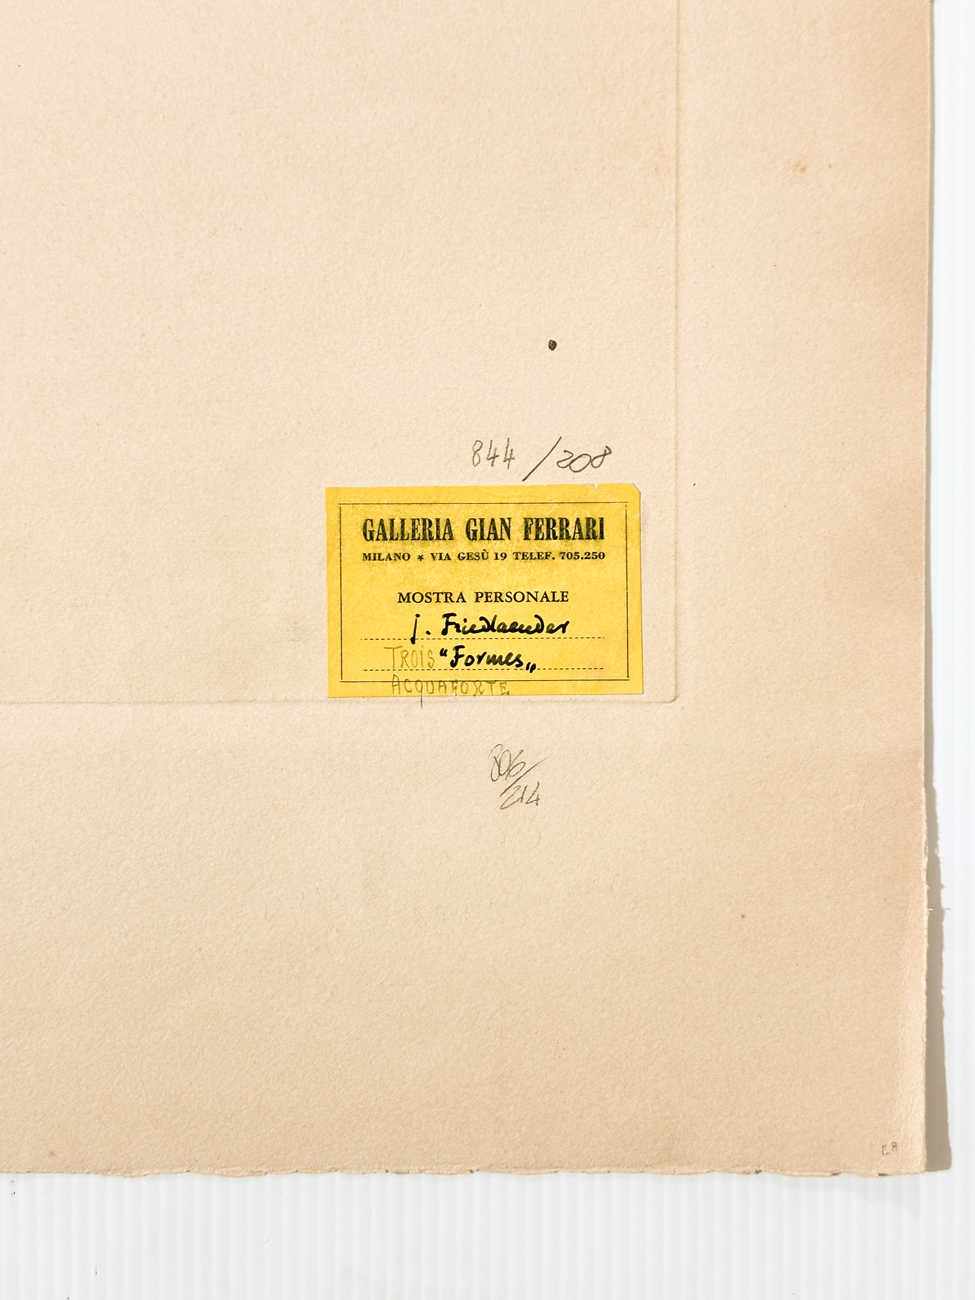 844 / 208
GALLERIA GIAN FERRARI
MILANO * VIA GESÙ 19 TELEF. 705.250
MOSTRA PERSONALE
J. Friedlaender
TROIS "Formes„
ACQUAFORTE
806/214